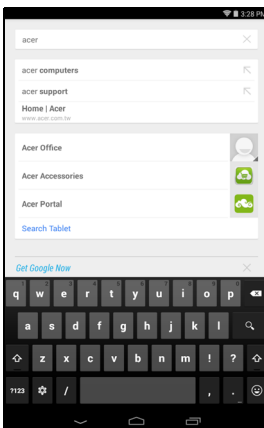 3:28 PM
acer
acer computers
acer support
Home | Acer
www.acer.com.tw
Acer Office
Acer Accessories
Acer Portal
Search Tablet
Get Google Now
q w e r t y u i o p
a s d f g h j k l
z x c v b n m ! ?
?123 / , .